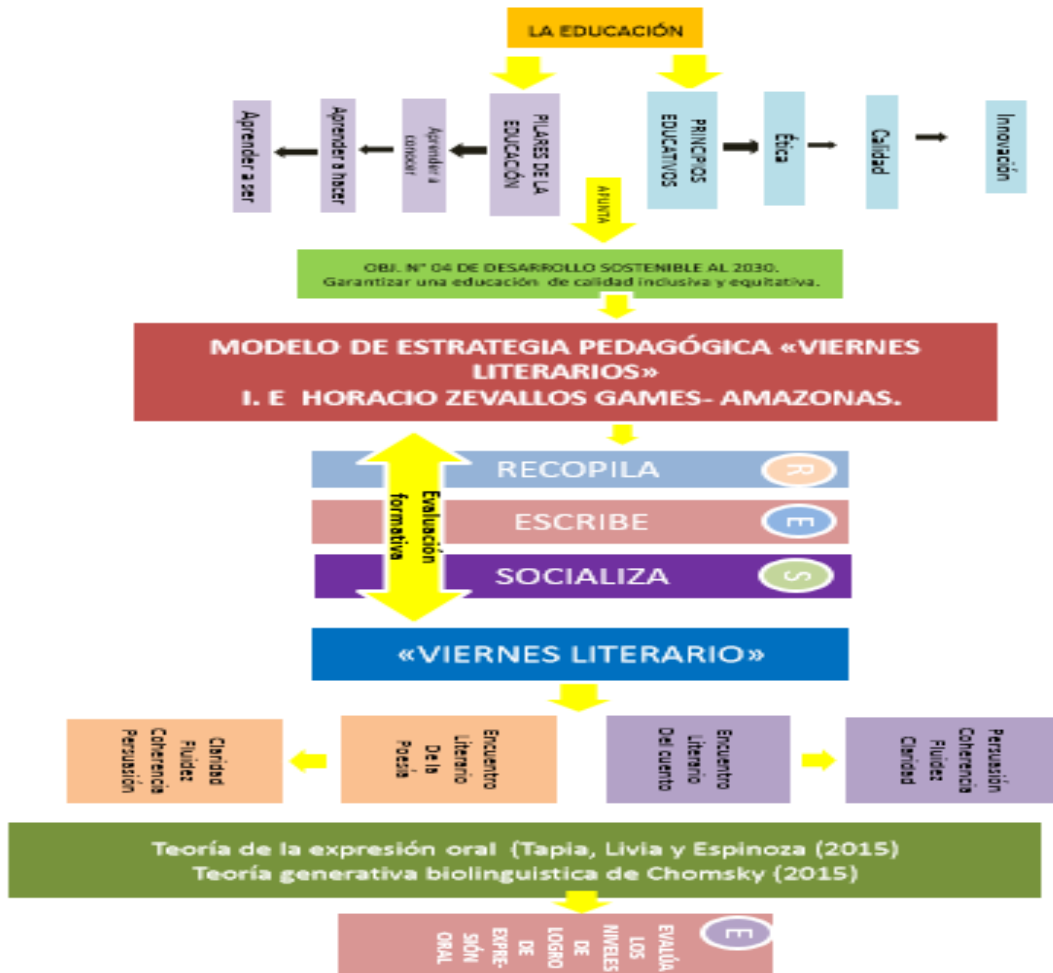 LA EDUCACIÓN
Aprender a ser
Aprender a hacer
Aprender a
conocer
PILARES DE LA
EDUCACIÓN
APUNTA
PRINCIPIOS
EDUCATIVOS
Ética
Calidad
Innovación
OBJ. N° 04 DE DESARROLLO SOSTENIBLE AL 2030.
Garantizar una educación de calidad inclusiva y equitativa.
MODELO DE ESTRATEGIA PEDAGÓGICA «VIERNES
LITERARIOS»
I. E HORACIO ZEVALLOS GAMES- AMAZONAS.
Evaluación
formativa
RECOPILA
R
ESCRIBE
E
SOCIALIZA
S
«VIERNES LITERARIO»
Claridad
Fluidez
Coherencia
Persuasión
Encuentro
Literario
De la
Poesía
Encuentro
Literario
Del cuento
Persuasión
Coherencia
Fluidez
Claridad
Teoría de la expresión oral (Tapia, Livia y Espinoza (2015)
Teoría generativa biolinguistica de Chomsky (2015)
EVALÚA
LOS
NIVELES
DE
LOGRO
DE
EXPRE-
SIÓN
ORAL
E